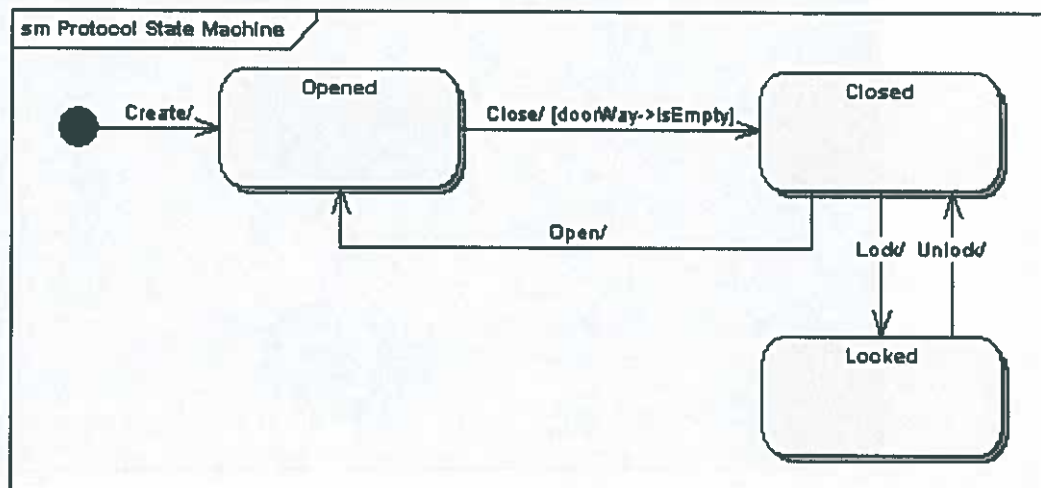 sm Protocol State Machine
Opened
Closed
Create/
Close/ [doorWay->isEmpty]
Open/
Lock/
Unlock/
Locked